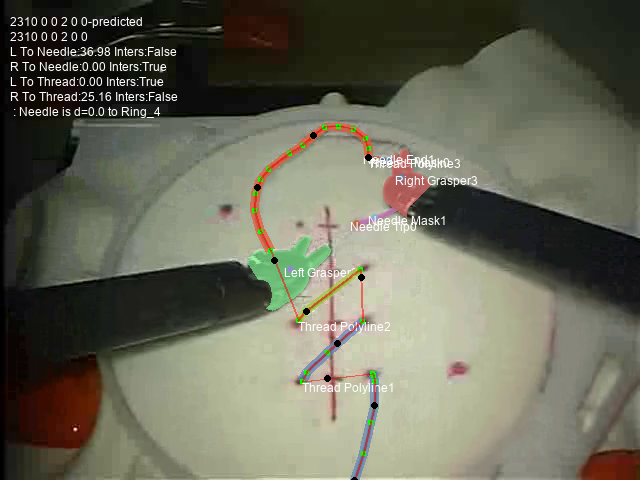 2310 0 0 2 0 0-predicted
2310 0 0 2 0 0
L To Needle:36.98 Inters:False
R To Needle:0.00 Inters:True
L To Thread:0.00 Inters:True
R To Thread:25.16 Inters:False
: Needle is d=0.0 to Ring_4
Thread Polyline3
Right Grasper3
Needle Mask1
Needle Tip0
Left Grasper
Thread Polyline2
Thread Polyline1